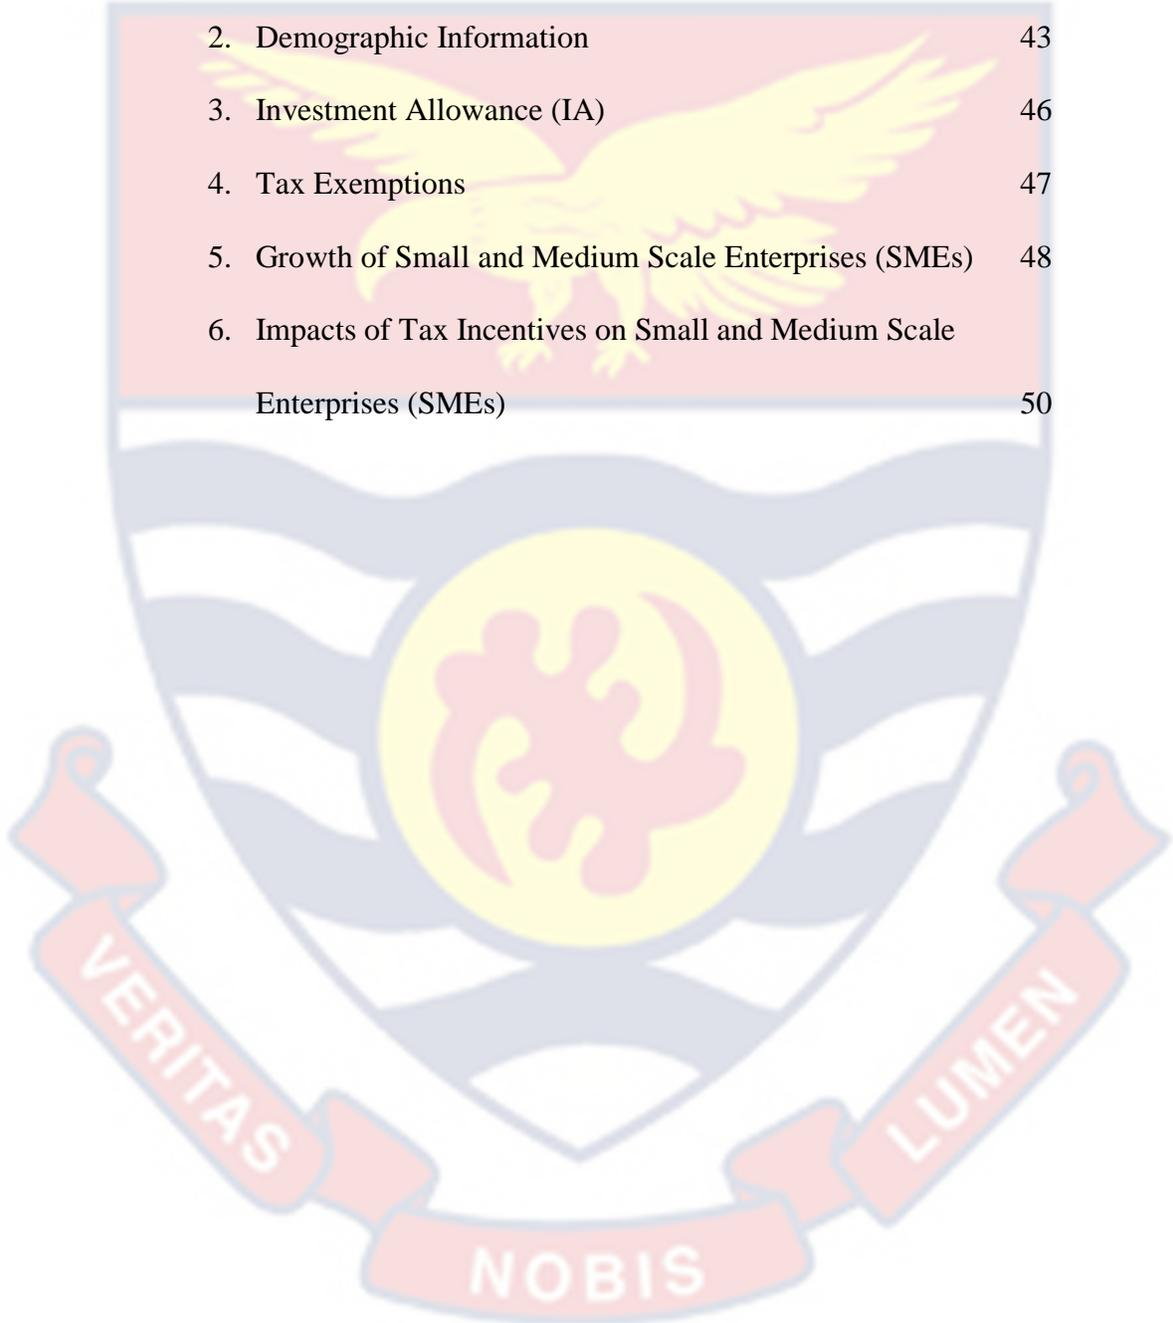 2. Demographic Information 43
3. Investment Allowance (IA) 46
4. Tax Exemptions 47
5. Growth of Small and Medium Scale Enterprises (SMEs) 48
6. Impacts of Tax Incentives on Small and Medium Scale
Enterprises (SMEs) 50
VERITAS
NOBIS
LUMEN